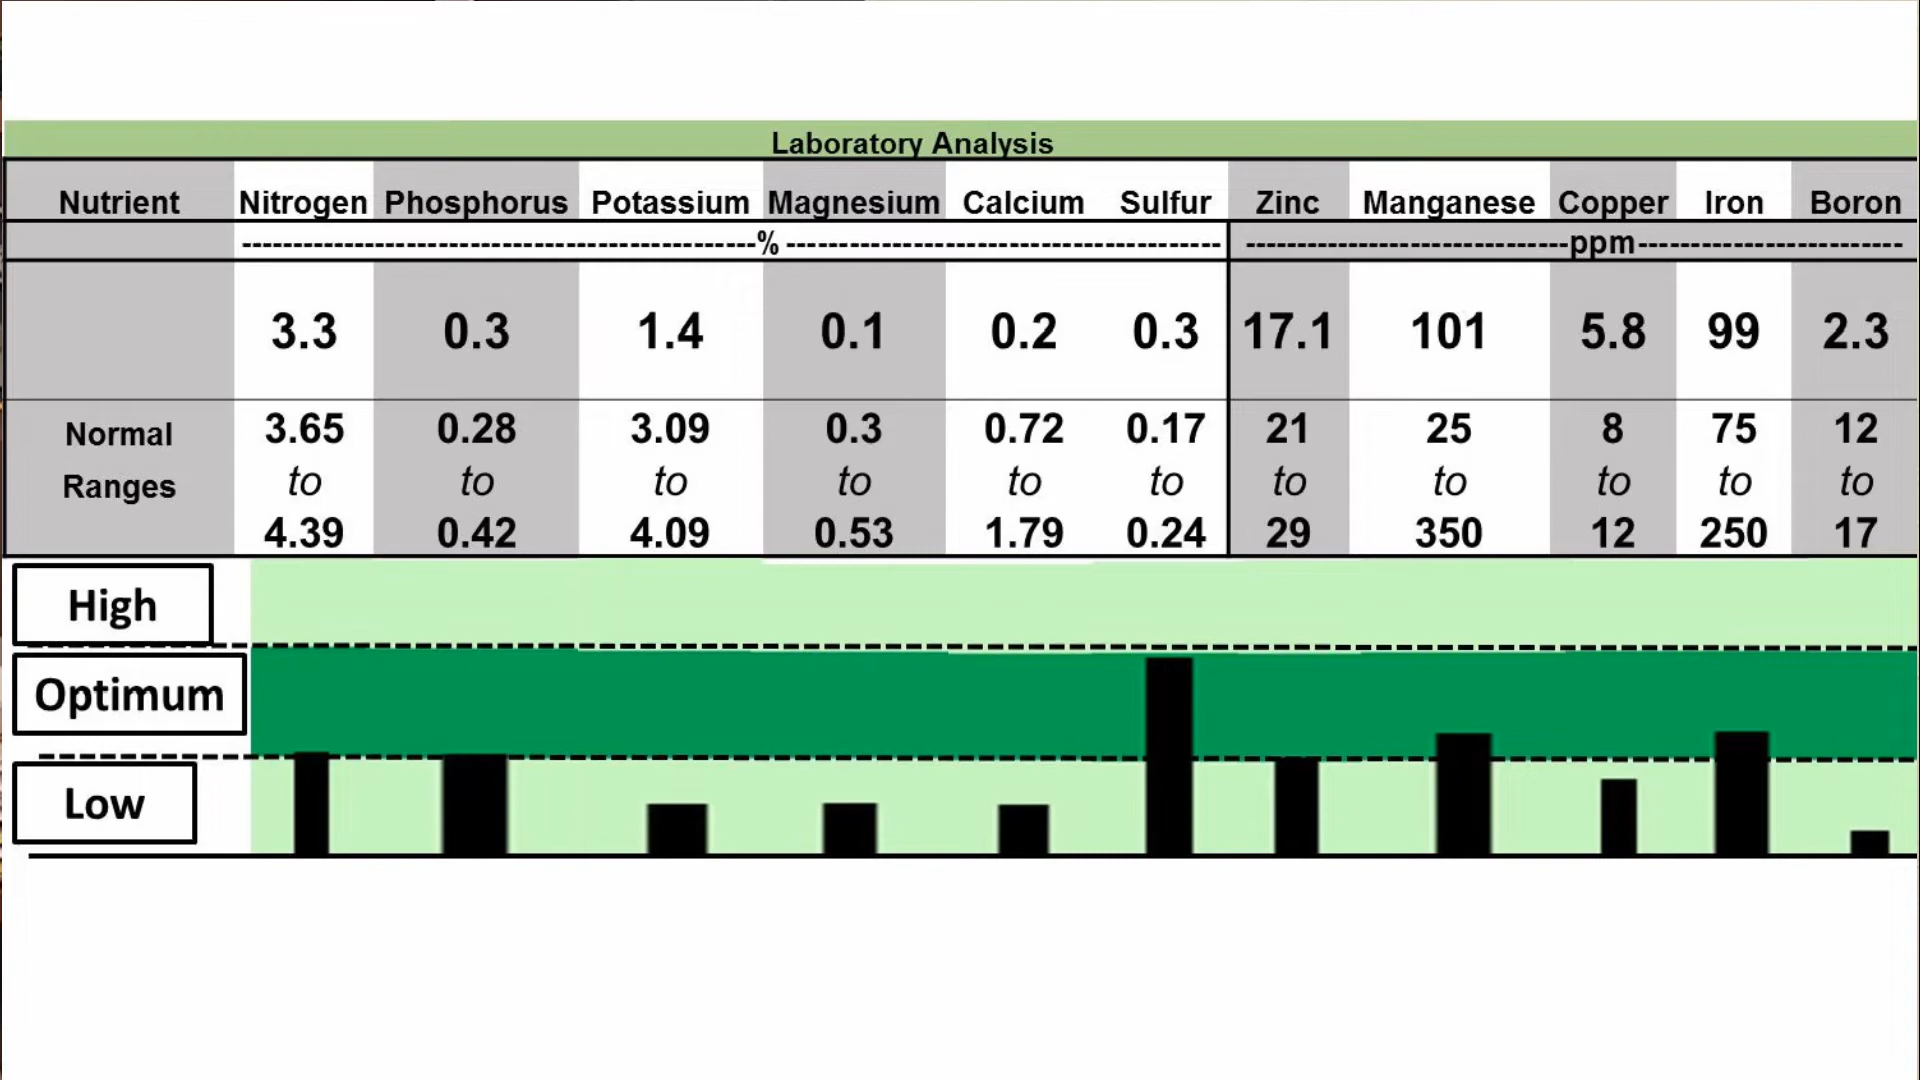 Laboratory Analysis
Nutrient Nitrogen Phosphorus Potassium Magnesium Calcium Sulfur Zinc Manganese Copper Iron Boron
--------------------------------------------------% ------------------------------------------- --------------------------------ppm--------------------------
3.3 0.3 1.4 0.1 0.2 0.3 17.1 101 5.8 99 2.3
Normal 3.65 0.28 3.09 0.3 0.72 0.17 21 25 8 75 12
Ranges to to to to to to to to to to to
4.39 0.42 4.09 0.53 1.79 0.24 29 350 12 250 17
High
Optimum
Low